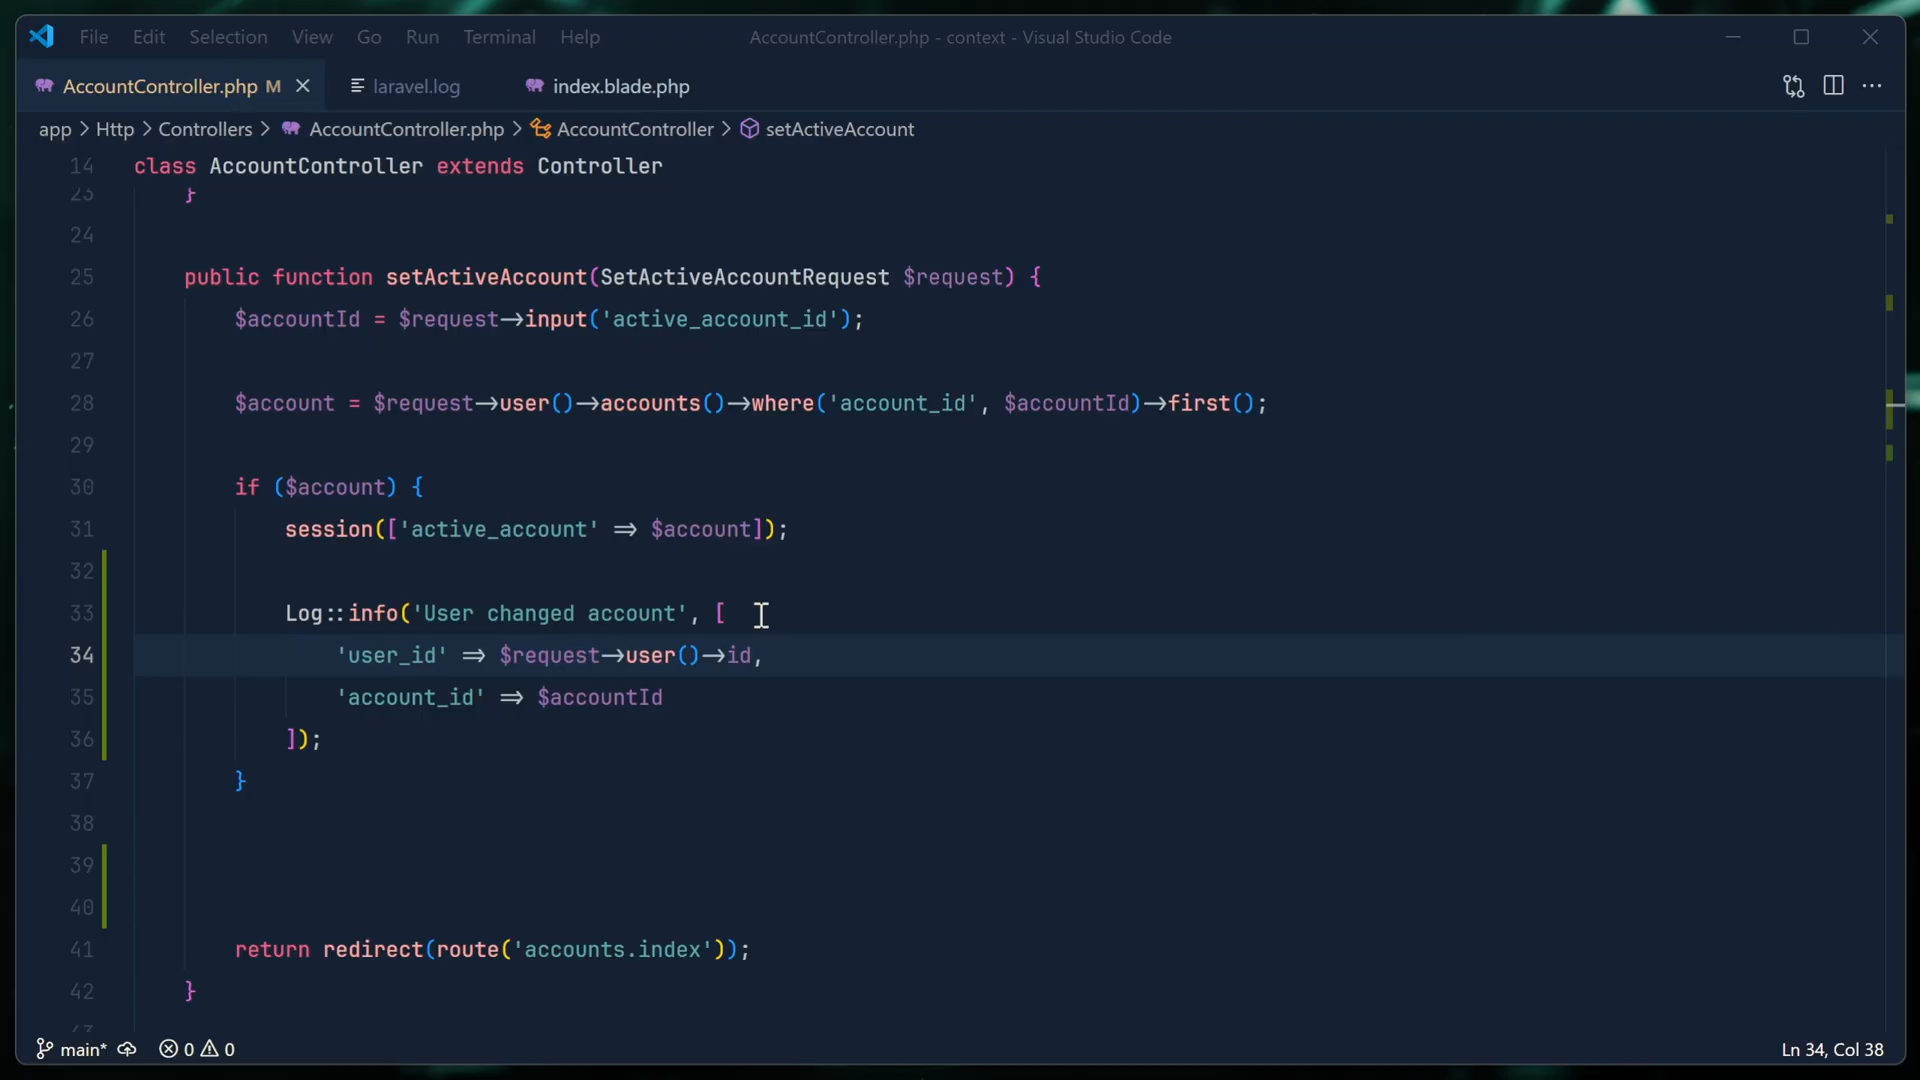 File Edit Selection View Go Run Terminal Help AccountController.php - context - Visual Studio Code
AccountController.php M laravel.log index.blade.php
app > Http > Controllers > AccountController.php > AccountController > setActiveAccount
14 class AccountController extends Controller
23 }
24
25 public function setActiveAccount(SetActiveAccountRequest $request) {
26 $accountId = $request->input('active_account_id');
27
28 $account = $request->user()->accounts()->where('account_id', $accountId)->first();
29
30 if ($account) {
31 session(['active_account' => $account]);
32
33 Log::info('User changed account', [
34 'user_id' => $request->user()->id,
35 'account_id' => $accountId
36 ]);
37 }
38
39
40
41 return redirect(route('accounts.index'));
42 }
main* 0 0 Ln 34, Col 38